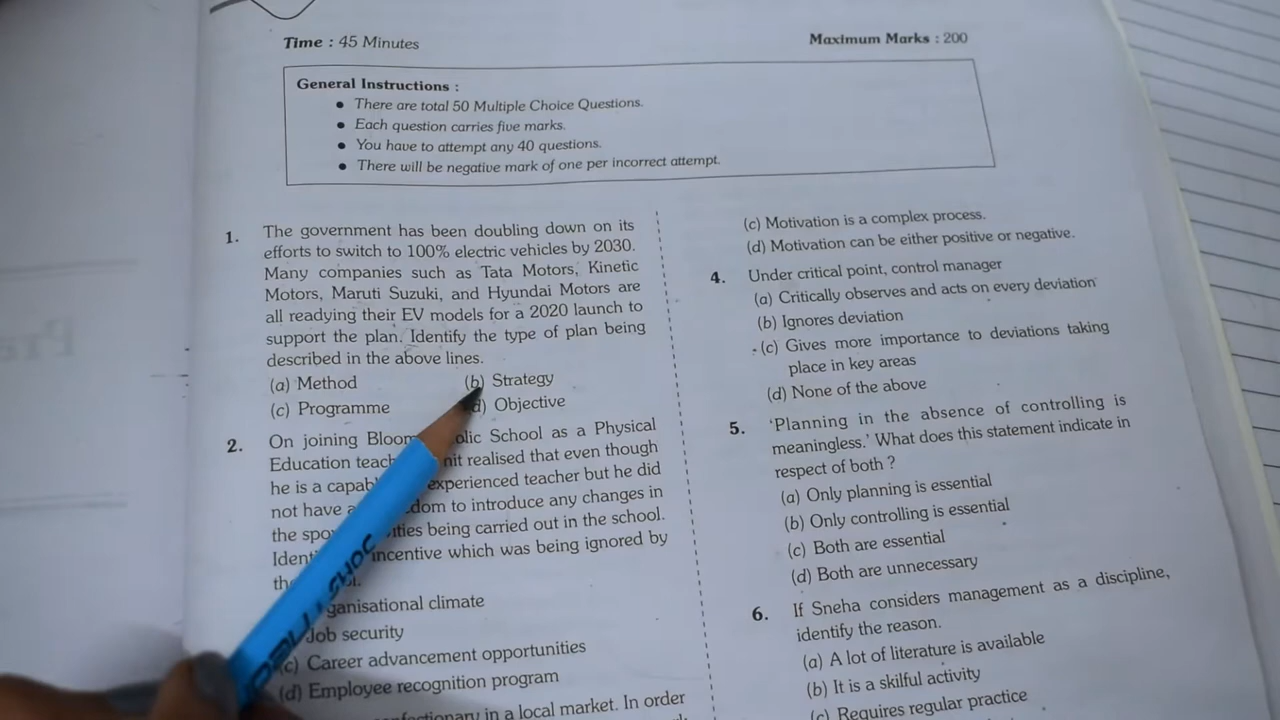 Time : 45 Minutes
Maximum Marks : 200
General Instructions :
● There are total 50 Multiple Choice Questions.
● Each question carries five marks.
● You have to attempt any 40 questions.
● There will be negative mark of one per incorrect attempt.
1. The government has been doubling down on its
efforts to switch to 100% electric vehicles by 2030.
Many companies such as Tata Motors, Kinetic
Motors, Maruti Suzuki, and Hyundai Motors are
all readying their EV models for a 2020 launch to
support the plan. Identify the type of plan being
described in the above lines.
(a) Method (b) Strategy
(c) Programme (d) Objective
2. On joining Bloom School as a Physical
Education realised that even though
he is a experienced teacher but he did
not have to introduce any changes in
the being carried out in the school.
incentive which was being ignored by
climate
Job security
(c) Career advancement opportunities
(d) Employee recognition program
in a local market. In order
(c) Motivation is a complex process.
(d) Motivation can be either positive or negative.
4. Under critical point, control manager
(a) Critically observes and acts on every deviation
(b) Ignores deviation
(c) Gives more importance to deviations taking
place in key areas
(d) None of the above
5. 'Planning in the absence of controlling is
meaningless.' What does this statement indicate in
respect of both ?
(a) Only planning is essential
(b) Only controlling is essential
(c) Both are essential
(d) Both are unnecessary
6. If Sneha considers management as a discipline,
identify the reason.
(a) A lot of literature is available
(b) It is a skilful activity
(c) Requires regular practice